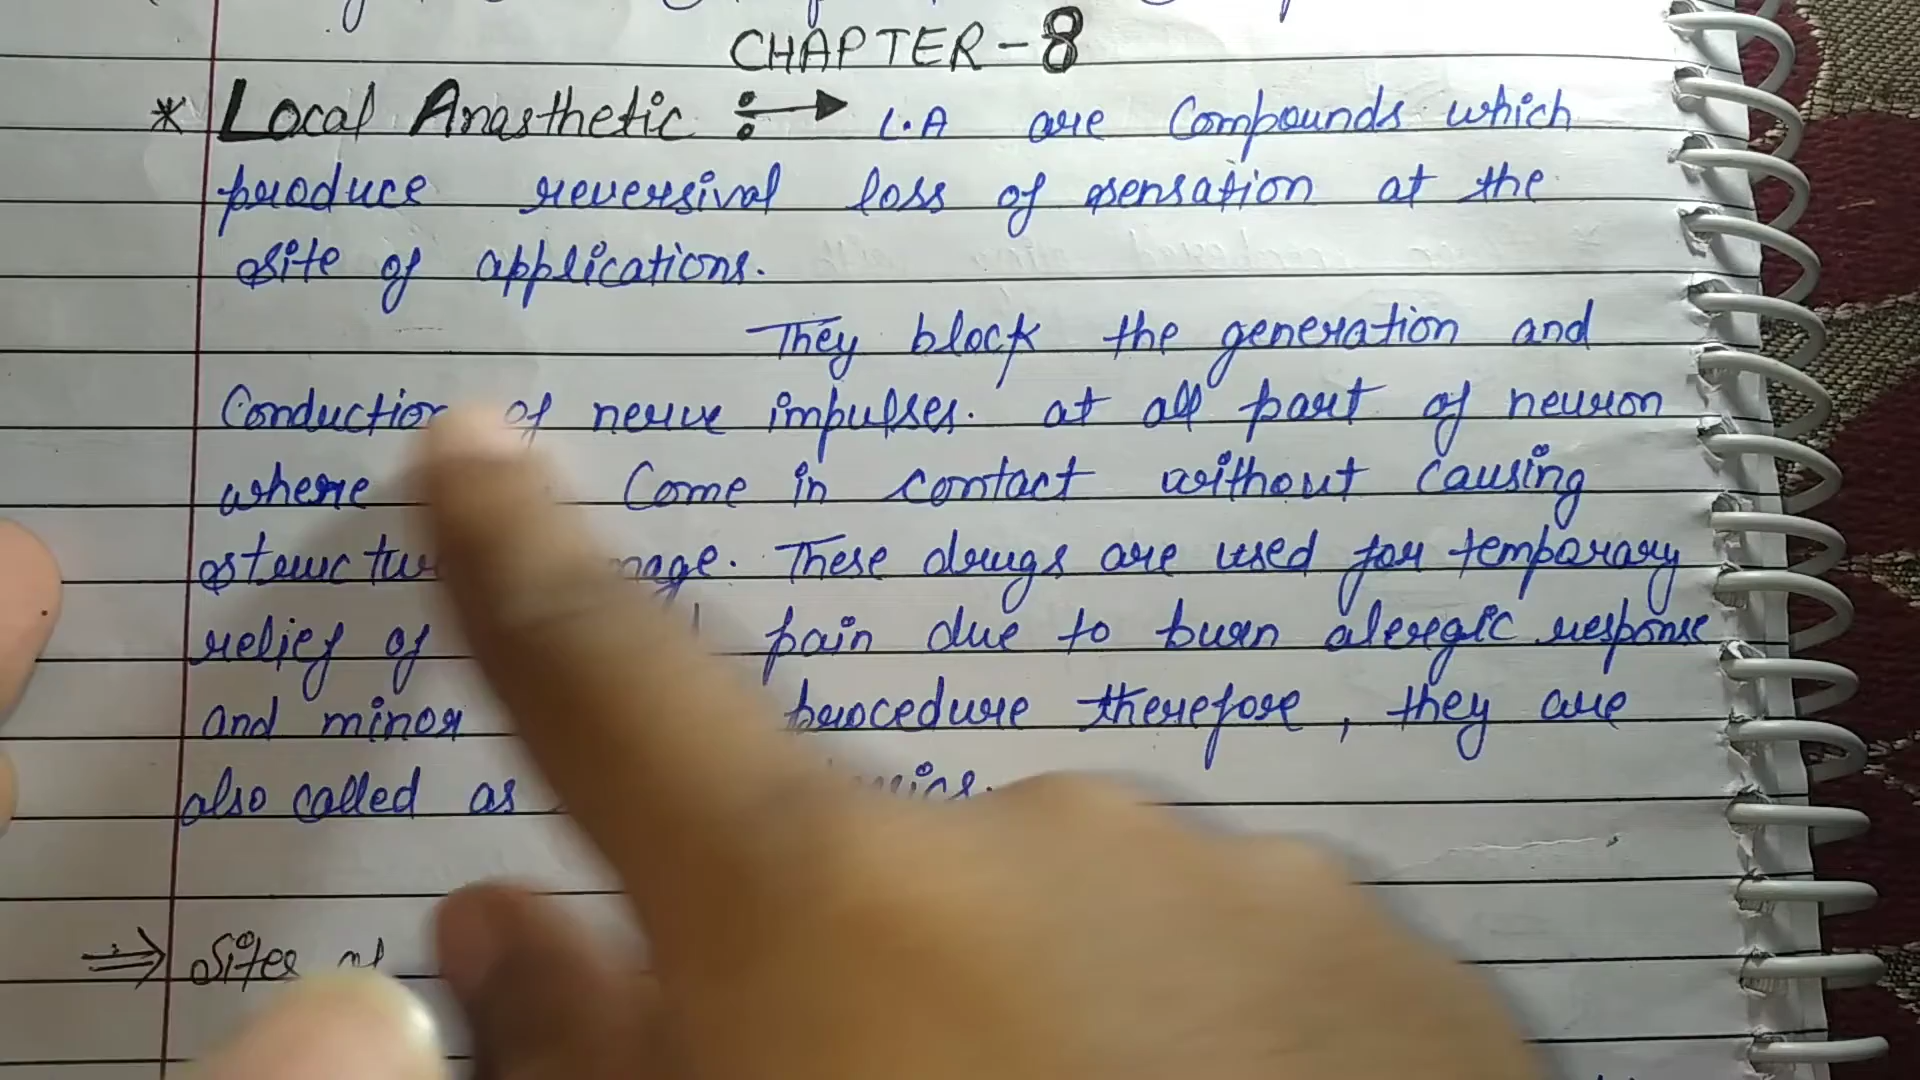 CHAPTER-8
* Local Anasthetic ÷→ L.A are Compounds which
produce reversival loss of sensation at the
site of applications.
They block the generation and
Conduction of nerve impulses. at all part of neuron
where Come in contact without causing
These drugs are used for temporary
relief of pain due to burn alergic response
and minor procedure therefore, they are
also called as
⇒ Sites of